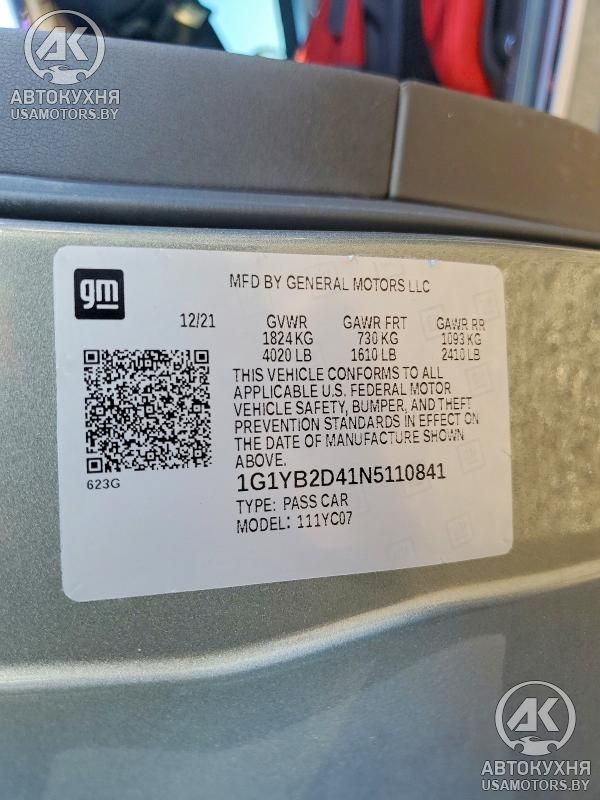 AK
АВТОКУХНЯ
USAMOTORS.BY
gm
MFD BY GENERAL MOTORS LLC
12/21 GVWR GAWR FRT GAWR RR
1824 KG 730 KG 1093 KG
4020 LB 1610 LB 2410 LB
THIS VEHICLE CONFORMS TO ALL
APPLICABLE U.S. FEDERAL MOTOR
VEHICLE SAFETY, BUMPER, AND THEFT
PREVENTION STANDARDS IN EFFECT ON
THE DATE OF MANUFACTURE SHOWN
ABOVE.
623G
1G1YB2D41N5110841
TYPE: PASS CAR
MODEL: 111YC07
AK
АВТОКУХНЯ
USAMOTORS.BY